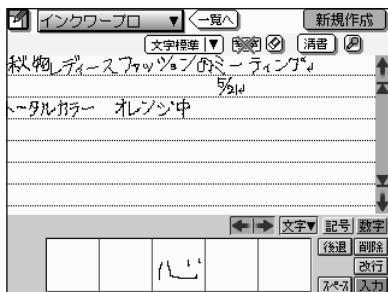 インクワープロ ▼ 一覧へ 新規作成
文字標準 ▼ 清書
秋物レディースファッションのミーティング
5/21
トータルカラー オレンジ中
文字▼ 記号 数字
後退 削除
改行
心
スペース 入力